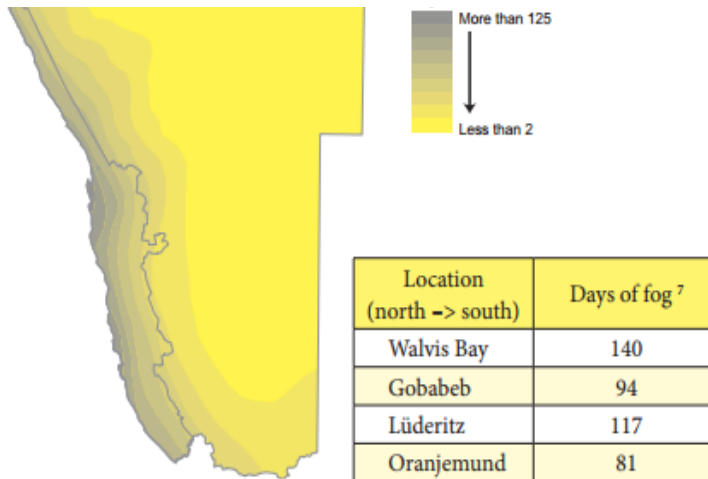 More than 125
Less than 2
Location
(north –> south)
Days of fog ⁷
Walvis Bay
140
Gobabeb
94
Lüderitz
117
Oranjemund
81